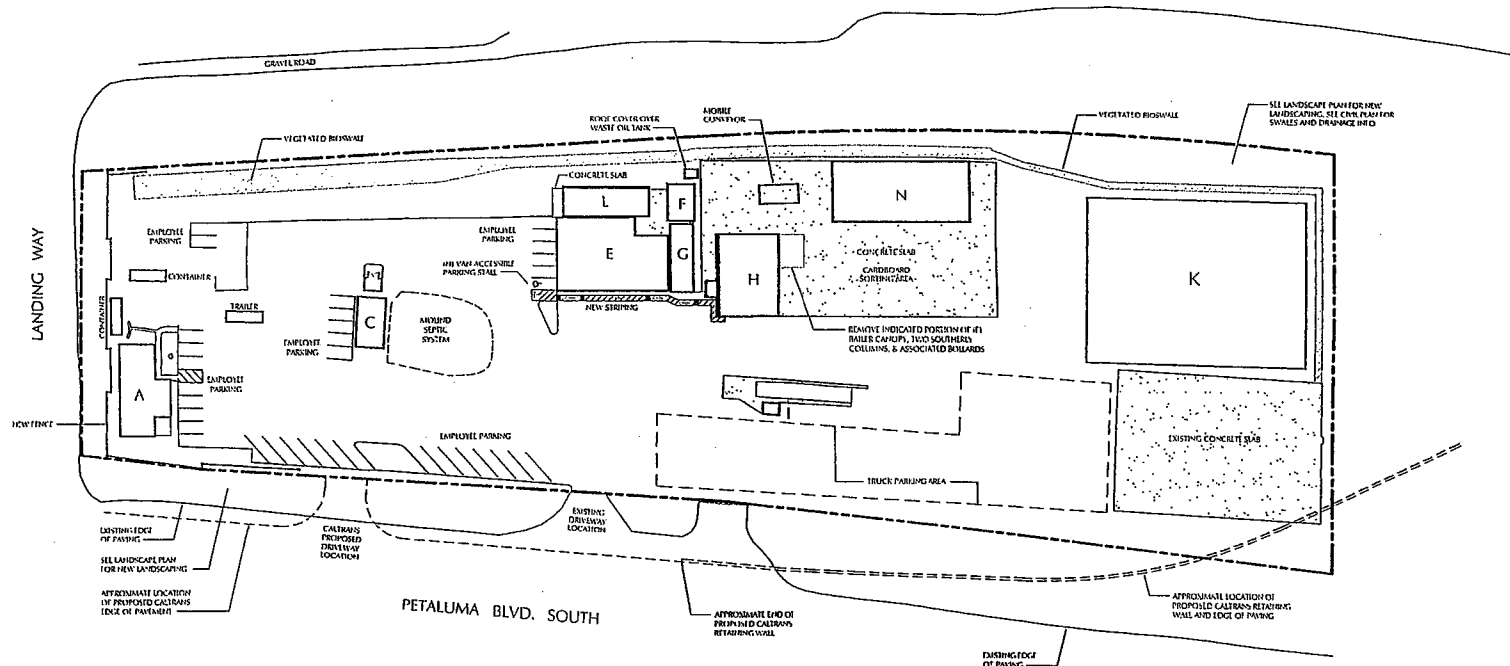 GRAVEL ROAD
VEGETATED BIOSWALE
ROOF COVER OVER
WASTE OIL TANK
MOBILE
CONVEYOR
VEGETATED BIOSWALE
SEE LANDSCAPE PLAN FOR NEW
LANDSCAPING. SEE CIVIL PLAN FOR
SWALES AND DRAINAGE INFO
CONCRETE SLAB
L
F
N
EMPLOYEE
PARKING
EMPLOYEE
PARKING
E
G
K
LANDING WAY
CONTAINER
VAN ACCESSIBLE
PARKING STALL
H
CONCRETE SLAB
CARDBOARD
SORTING AREA
CONTAINER
TRAILER
C
MOUND
SEPTIC
SYSTEM
NEW STRIPING
EMPLOYEE
PARKING
REMOVE INDICATED PORTION OF (E)
BAILER CANOPY, TWO SOUTHERLY
COLUMNS, & ASSOCIATED BOLLARDS
A
EMPLOYEE
PARKING
NEW FENCE
EMPLOYEE PARKING
EXISTING CONCRETE SLAB
TRUCK PARKING AREA
EXISTING EDGE
OF PAVING
CALTRANS
PROPOSED
DRIVEWAY
LOCATION
EXISTING
DRIVEWAY
LOCATION
SEE LANDSCAPE PLAN
FOR NEW LANDSCAPING
APPROXIMATE LOCATION
OF PROPOSED CALTRANS
EDGE OF PAVEMENT
PETALUMA BLVD. SOUTH
APPROXIMATE END OF
PROPOSED CALTRANS
RETAINING WALL
APPROXIMATE LOCATION OF
PROPOSED CALTRANS RETAINING
WALL AND EDGE OF PAVING
EXISTING EDGE
OF PAVING